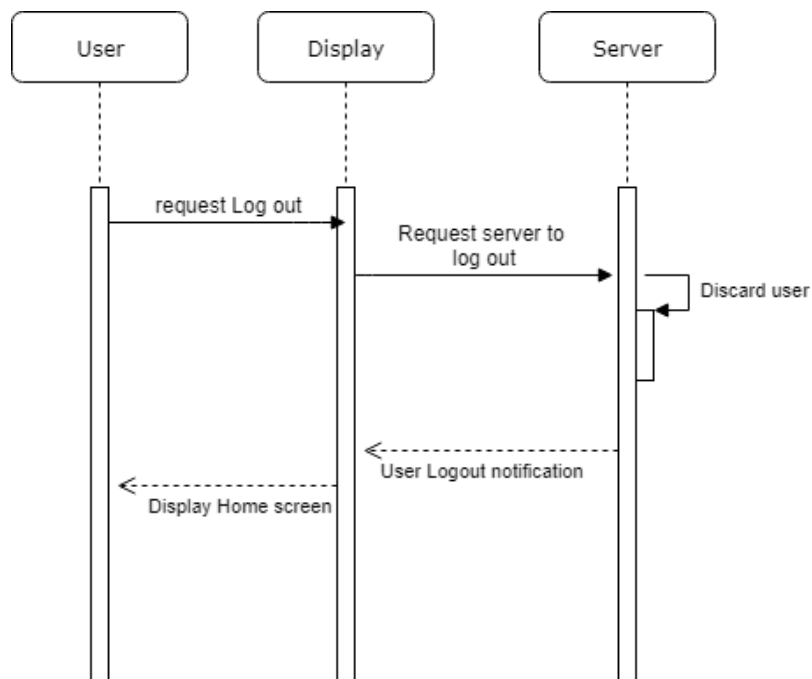 User
Display
Server
request Log out
Request server to
log out
Discard user
User Logout notification
Display Home screen